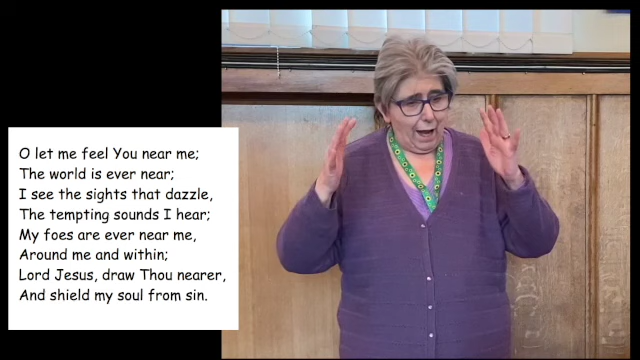 O let me feel You near me;
The world is ever near;
I see the sights that dazzle,
The tempting sounds I hear;
My foes are ever near me,
Around me and within;
Lord Jesus, draw Thou nearer,
And shield my soul from sin.